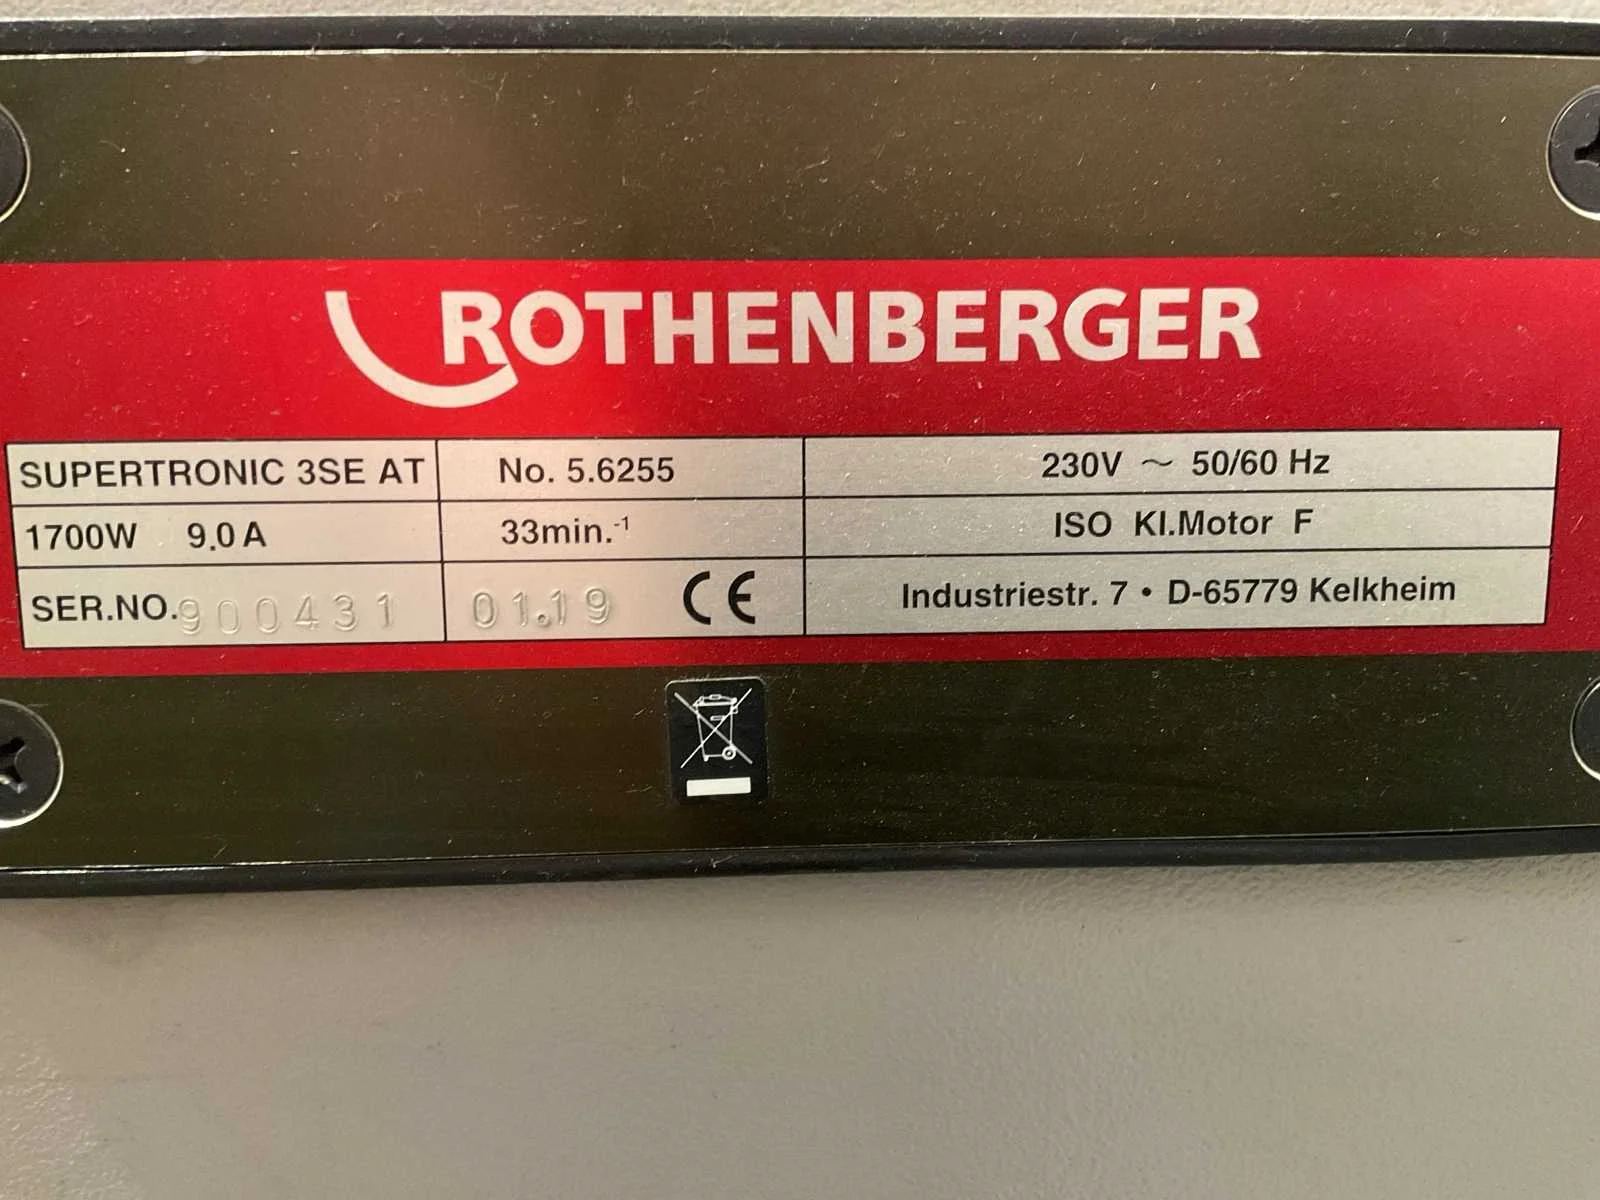 ROTHENBERGER
SUPERTRONIC 3SE AT No. 5.6255 230V ~ 50/60 Hz
1700W 9.0 A 33min.⁻¹ ISO Kl.Motor F
SER.NO. 900431 01.19 CE Industriestr. 7 • D-65779 Kelkheim